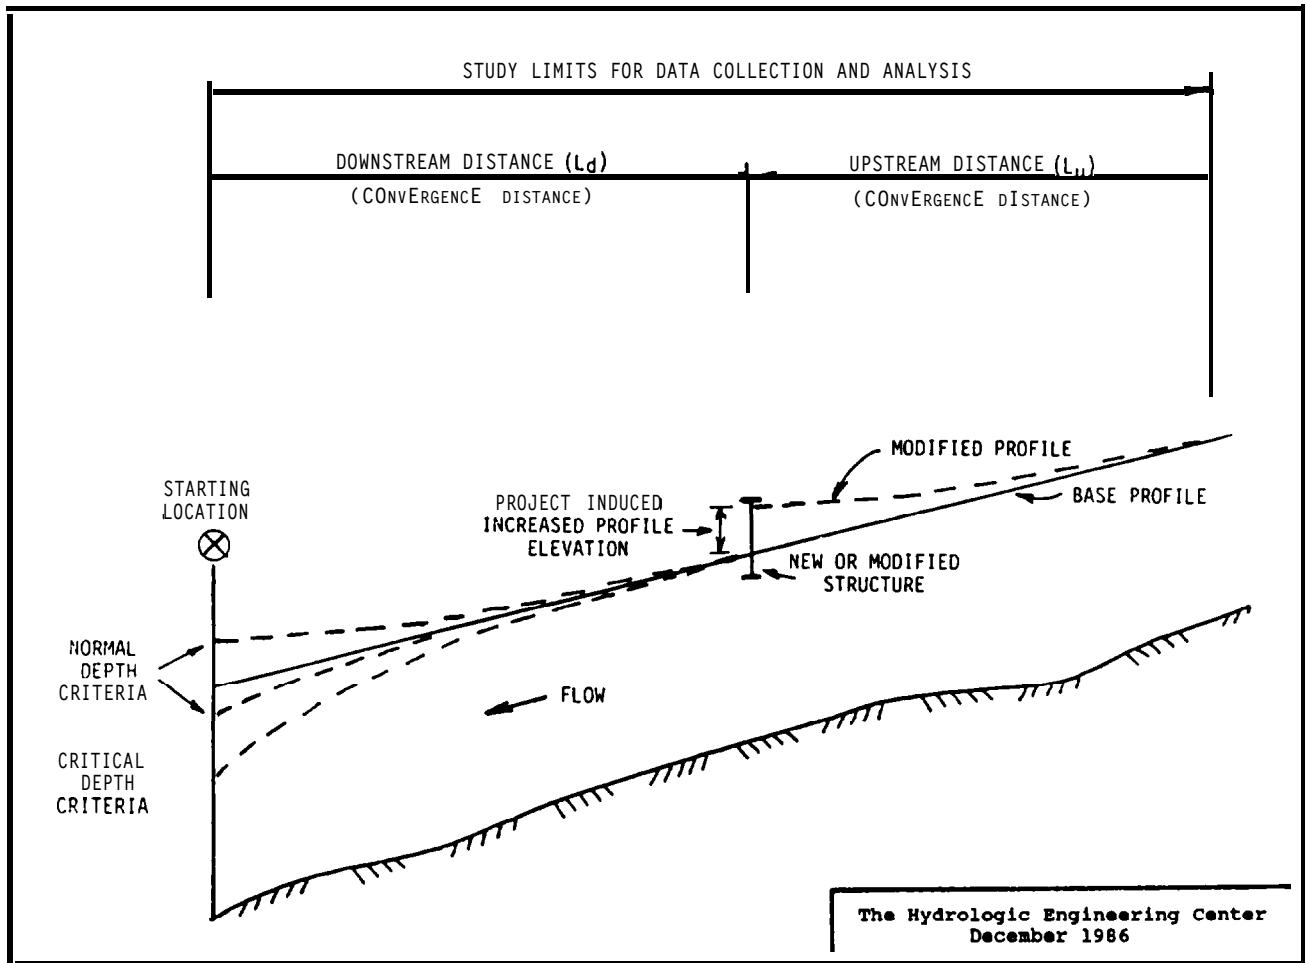 STUDY LIMITS FOR DATA COLLECTION AND ANALYSIS
DOWNSTREAM DISTANCE (Ld)
(COnvErgencE DISTANCE)
UPSTREAM DISTANCE (Lu)
(COnvErgencE dIstance)
MODIFIED PROFILE
BASE PROFILE
STARTING
LOCATION
PROJECT INDUCED
INCREASED PROFILE
ELEVATION
NEW OR MODIFIED
STRUCTURE
NORMAL
DEPTH
CRITERIA
FLOW
CRITICAL
DEPTH
CRITERIA
The Hydrologic Engineering Center
December 1986